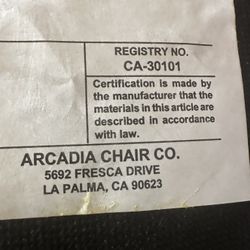 REGISTRY NO.
CA-30101
Certification is made by
the manufacturer that the
materials in this article are
described in accordance
with law.
ARCADIA CHAIR CO.
5692 FRESCA DRIVE
LA PALMA, CA 90623